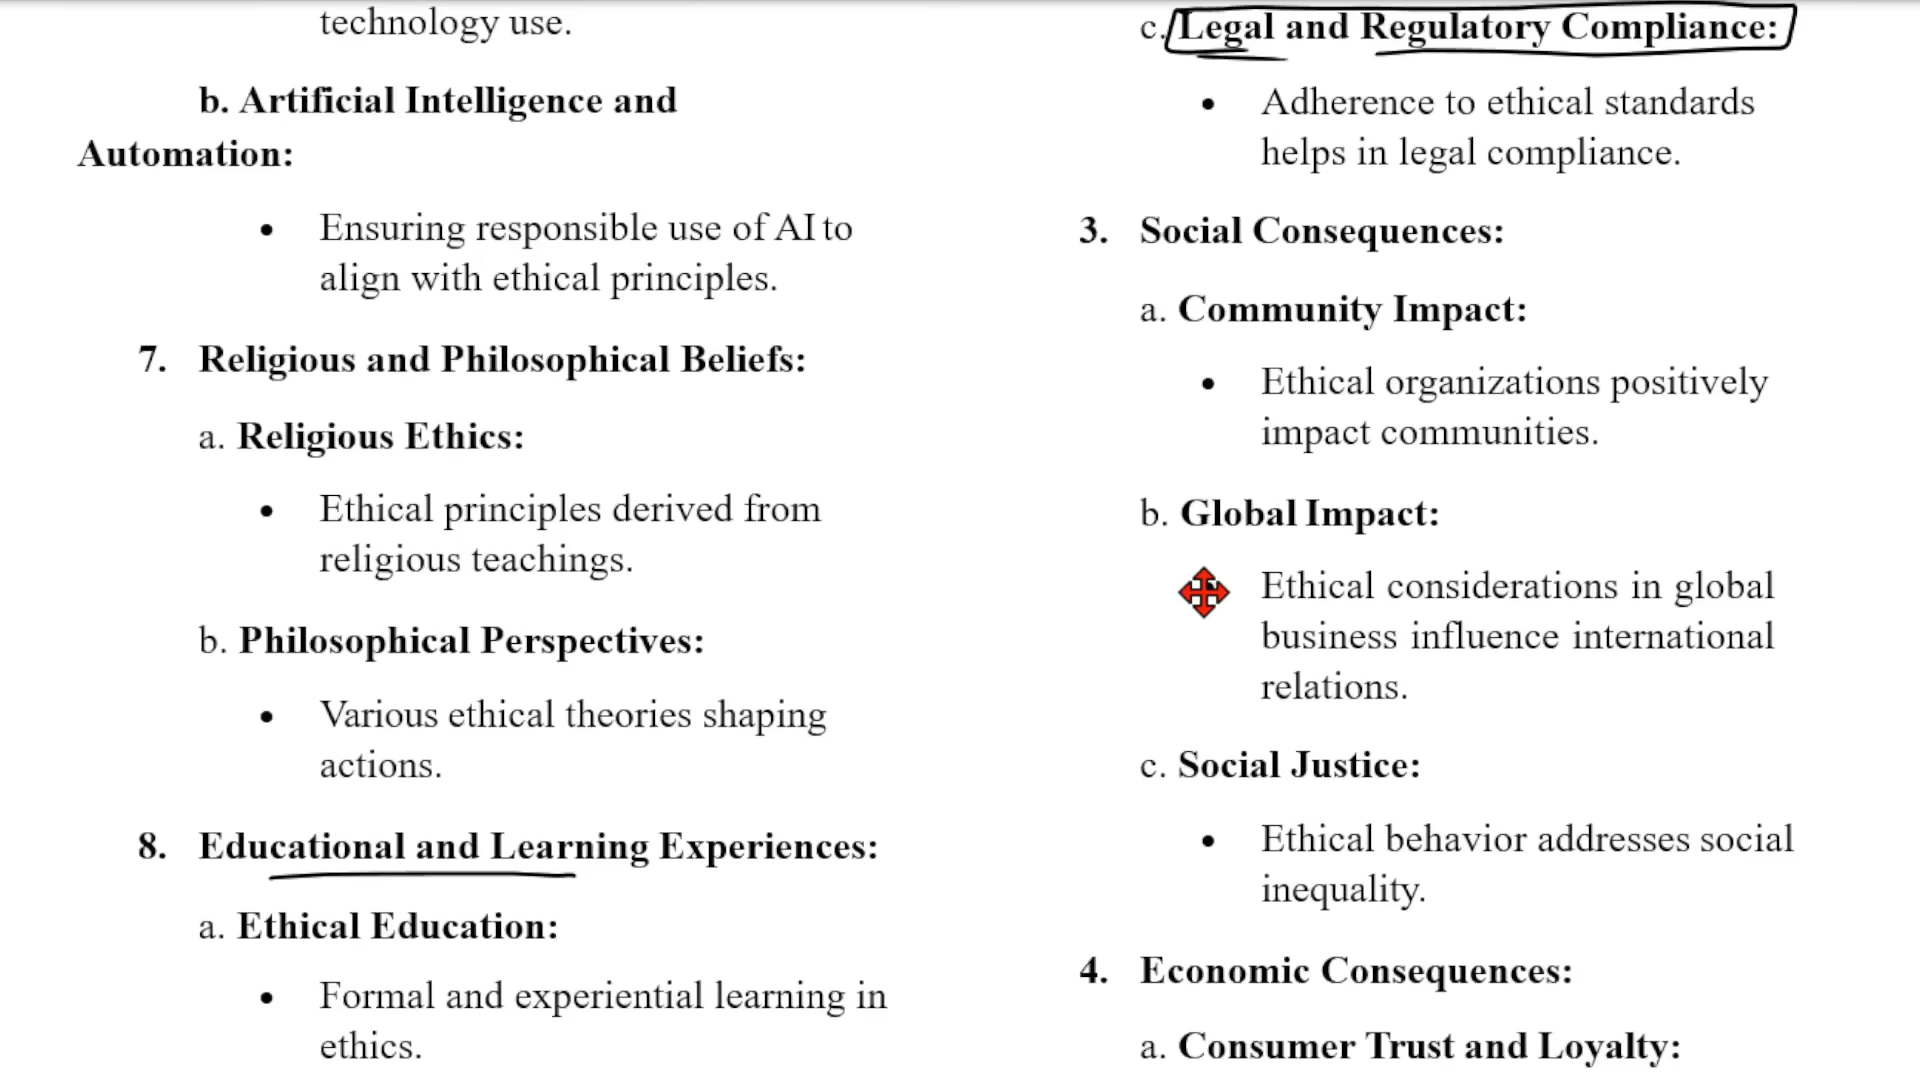 technology use.
b. Artificial Intelligence and
Automation:
• Ensuring responsible use of AI to
align with ethical principles.
7. Religious and Philosophical Beliefs:
a. Religious Ethics:
• Ethical principles derived from
religious teachings.
b. Philosophical Perspectives:
• Various ethical theories shaping
actions.
8. Educational and Learning Experiences:
a. Ethical Education:
• Formal and experiential learning in
ethics.
c. Legal and Regulatory Compliance:
• Adherence to ethical standards
helps in legal compliance.
3. Social Consequences:
a. Community Impact:
• Ethical organizations positively
impact communities.
b. Global Impact:
Ethical considerations in global
business influence international
relations.
c. Social Justice:
• Ethical behavior addresses social
inequality.
4. Economic Consequences:
a. Consumer Trust and Loyalty: